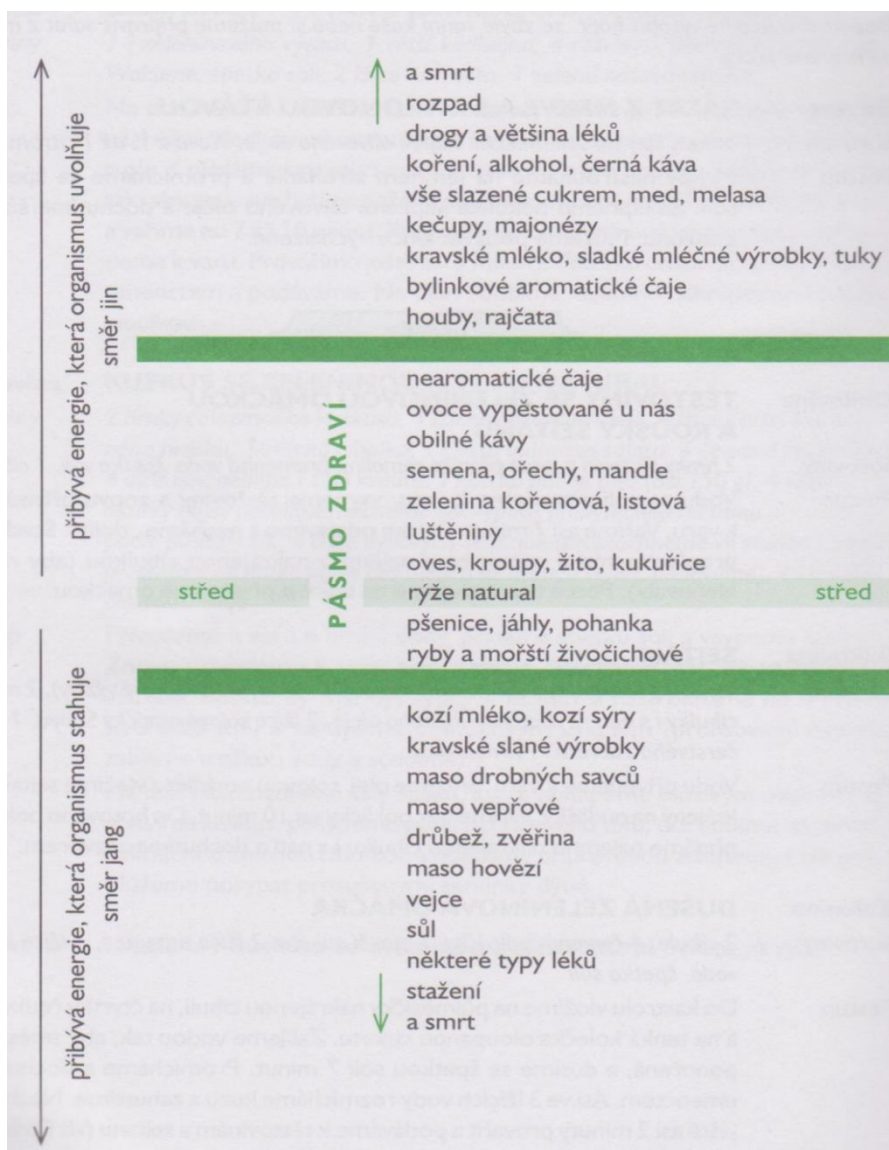 a smrt
rozpad
drogy a většina léků
koření, alkohol, černá káva
vše slazené cukrem, med, melasa
kečupy, majonézy
kravské mléko, sladké mléčné výrobky, tuky
bylinkové aromatické čaje
houby, rajčata
přibývá energie, která organismus uvolňuje
směr jin
nearomatické čaje
ovoce vypěstované u nás
obilné kávy
semena, ořechy, mandle
zelenina kořenová, listová
luštěniny
oves, kroupy, žito, kukuřice
PÁSMO ZDRAVÍ
střed
rýže natural
střed
pšenice, jáhly, pohanka
ryby a mořští živočichové
kozí mléko, kozí sýry
kravské slané výrobky
maso drobných savců
maso vepřové
drůbež, zvěřina
maso hovězí
vejce
sůl
některé typy léků
stažení
a smrt
přibývá energie, která organismus stahuje
směr jang